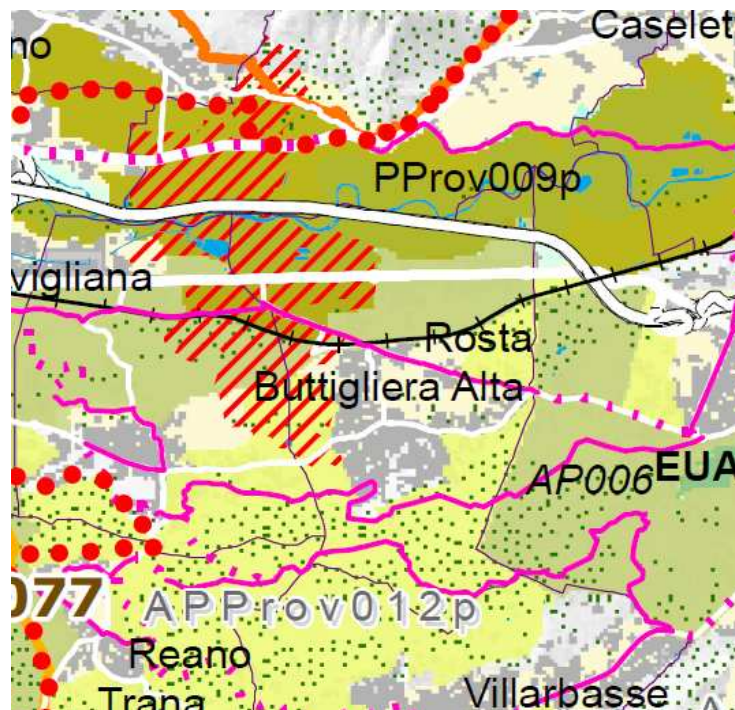 Caselet
no
PProv009p
vigliana
Rosta
Buttigliera Alta
AP006
EUA
077
APProv012p
Reano
Trana
Villarbasse
A